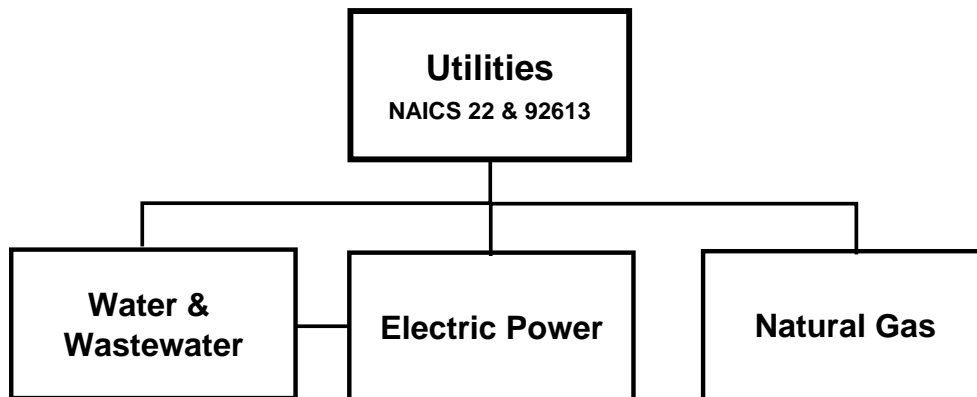 Utilities
NAICS 22 & 92613
Water &
Wastewater
Electric Power
Natural Gas